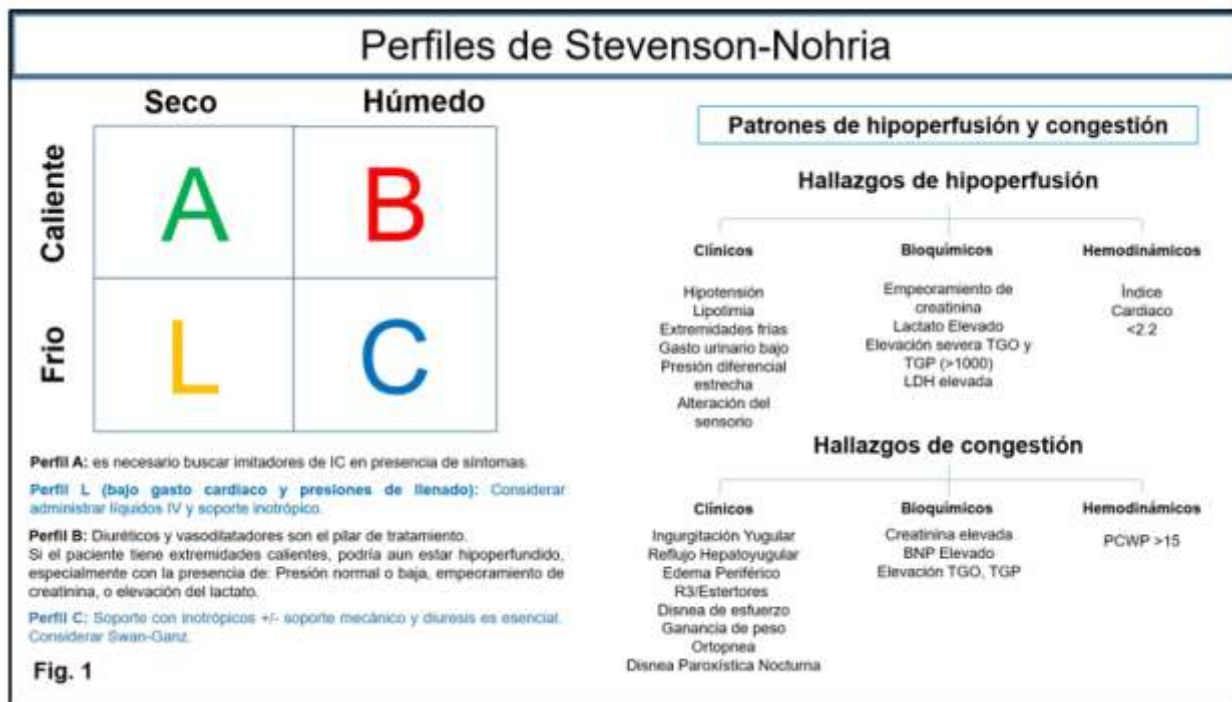 Perfiles de Stevenson-Nohria
Seco Húmedo
Caliente
A B
Frio
L C
Perfil A: es necesario buscar imitadores de IC en presencia de síntomas.
Perfil L (bajo gasto cardiaco y presiones de llenado): Considerar
administrar líquidos IV y soporte inotrópico.
Perfil B: Diuréticos y vasodilatadores son el pilar de tratamiento.
Si el paciente tiene extremidades calientes, podría aun estar hipoperfundido,
especialmente con la presencia de: Presión normal o baja, empeoramiento de
creatinina, o elevación del lactato.
Perfil C: Soporte con inotrópicos +/- soporte mecánico y diuresis es esencial.
Considerar Swan-Ganz.
Fig. 1
Patrones de hipoperfusión y congestión
Hallazgos de hipoperfusión
Clínicos
Hipotensión
Lipotimia
Extremidades frías
Gasto urinario bajo
Presión diferencial
estrecha
Alteración del
sensorio
Bioquímicos
Empeoramiento de
creatinina
Lactato Elevado
Elevación severa TGO y
TGP (>1000)
LDH elevada
Hemodinámicos
Índice
Cardiaco
<2.2
Hallazgos de congestión
Clínicos
Ingurgitación Yugular
Reflujo Hepatoyugular
Edema Periférico
R3/Estertores
Disnea de esfuerzo
Ganancia de peso
Ortopnea
Disnea Paroxística Nocturna
Bioquímicos
Creatinina elevada
BNP Elevado
Elevación TGO, TGP
Hemodinámicos
PCWP >15